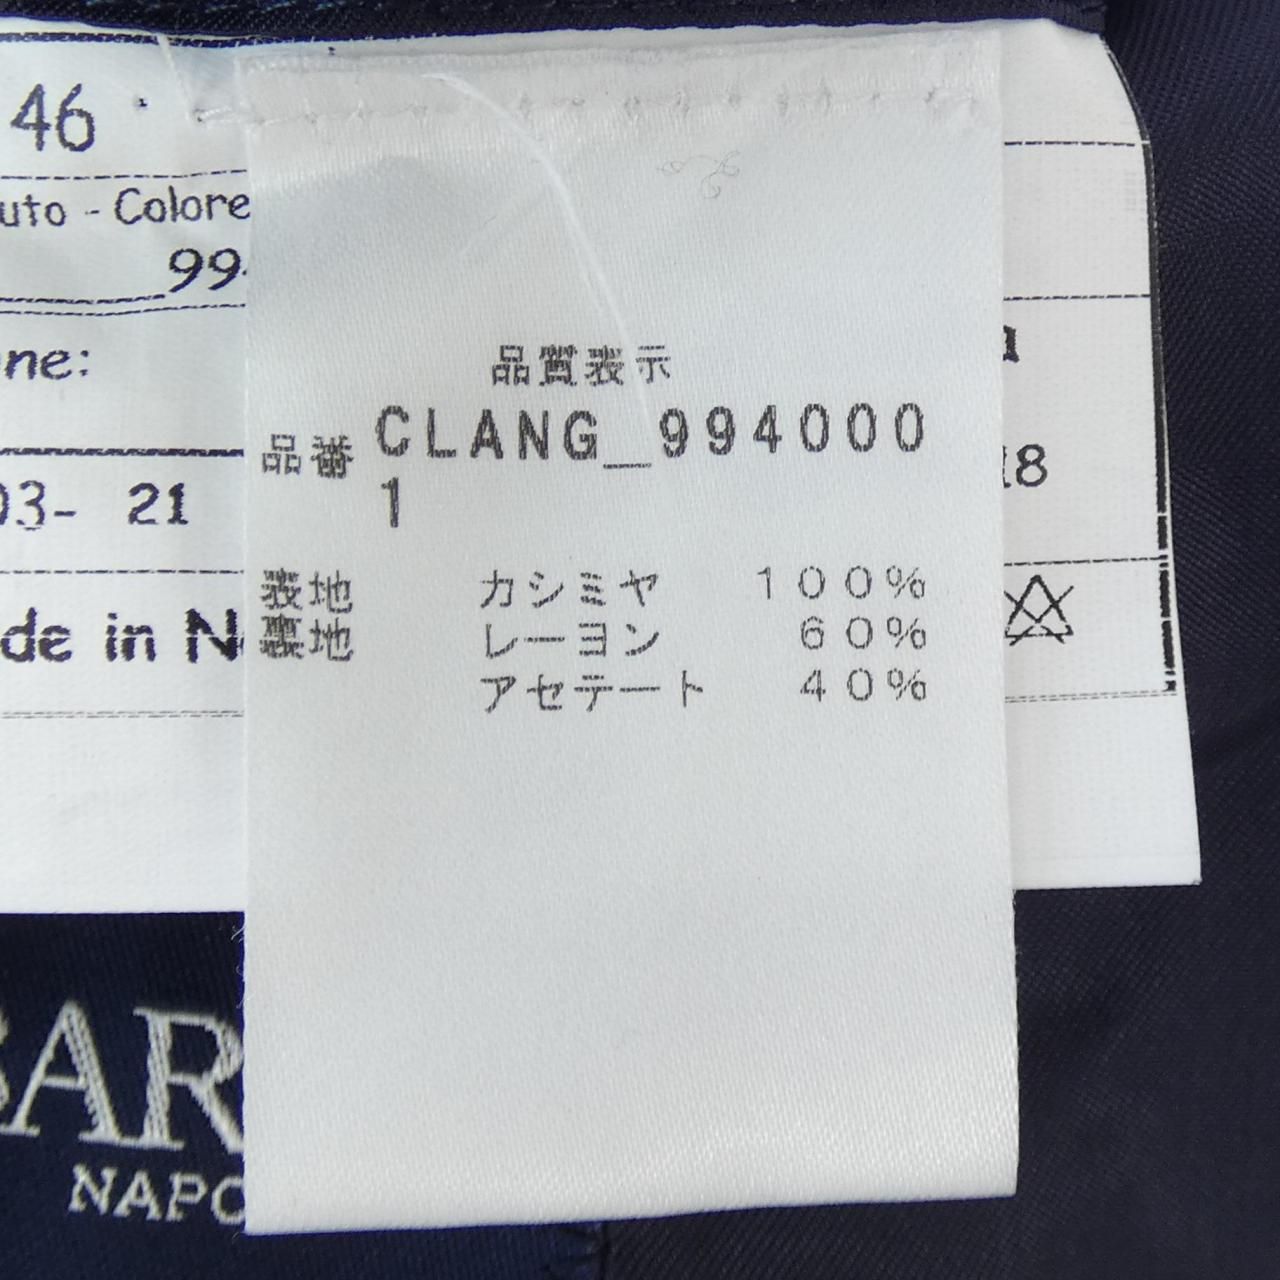 46
uto - Colore
99
ne:
03- 21
de in N
品質表示
品番 CLANG_994000
1
表地 カシミヤ 100%
裏地 レーヨン 60%
アセテート 40%
a
18
BAR
NAPO